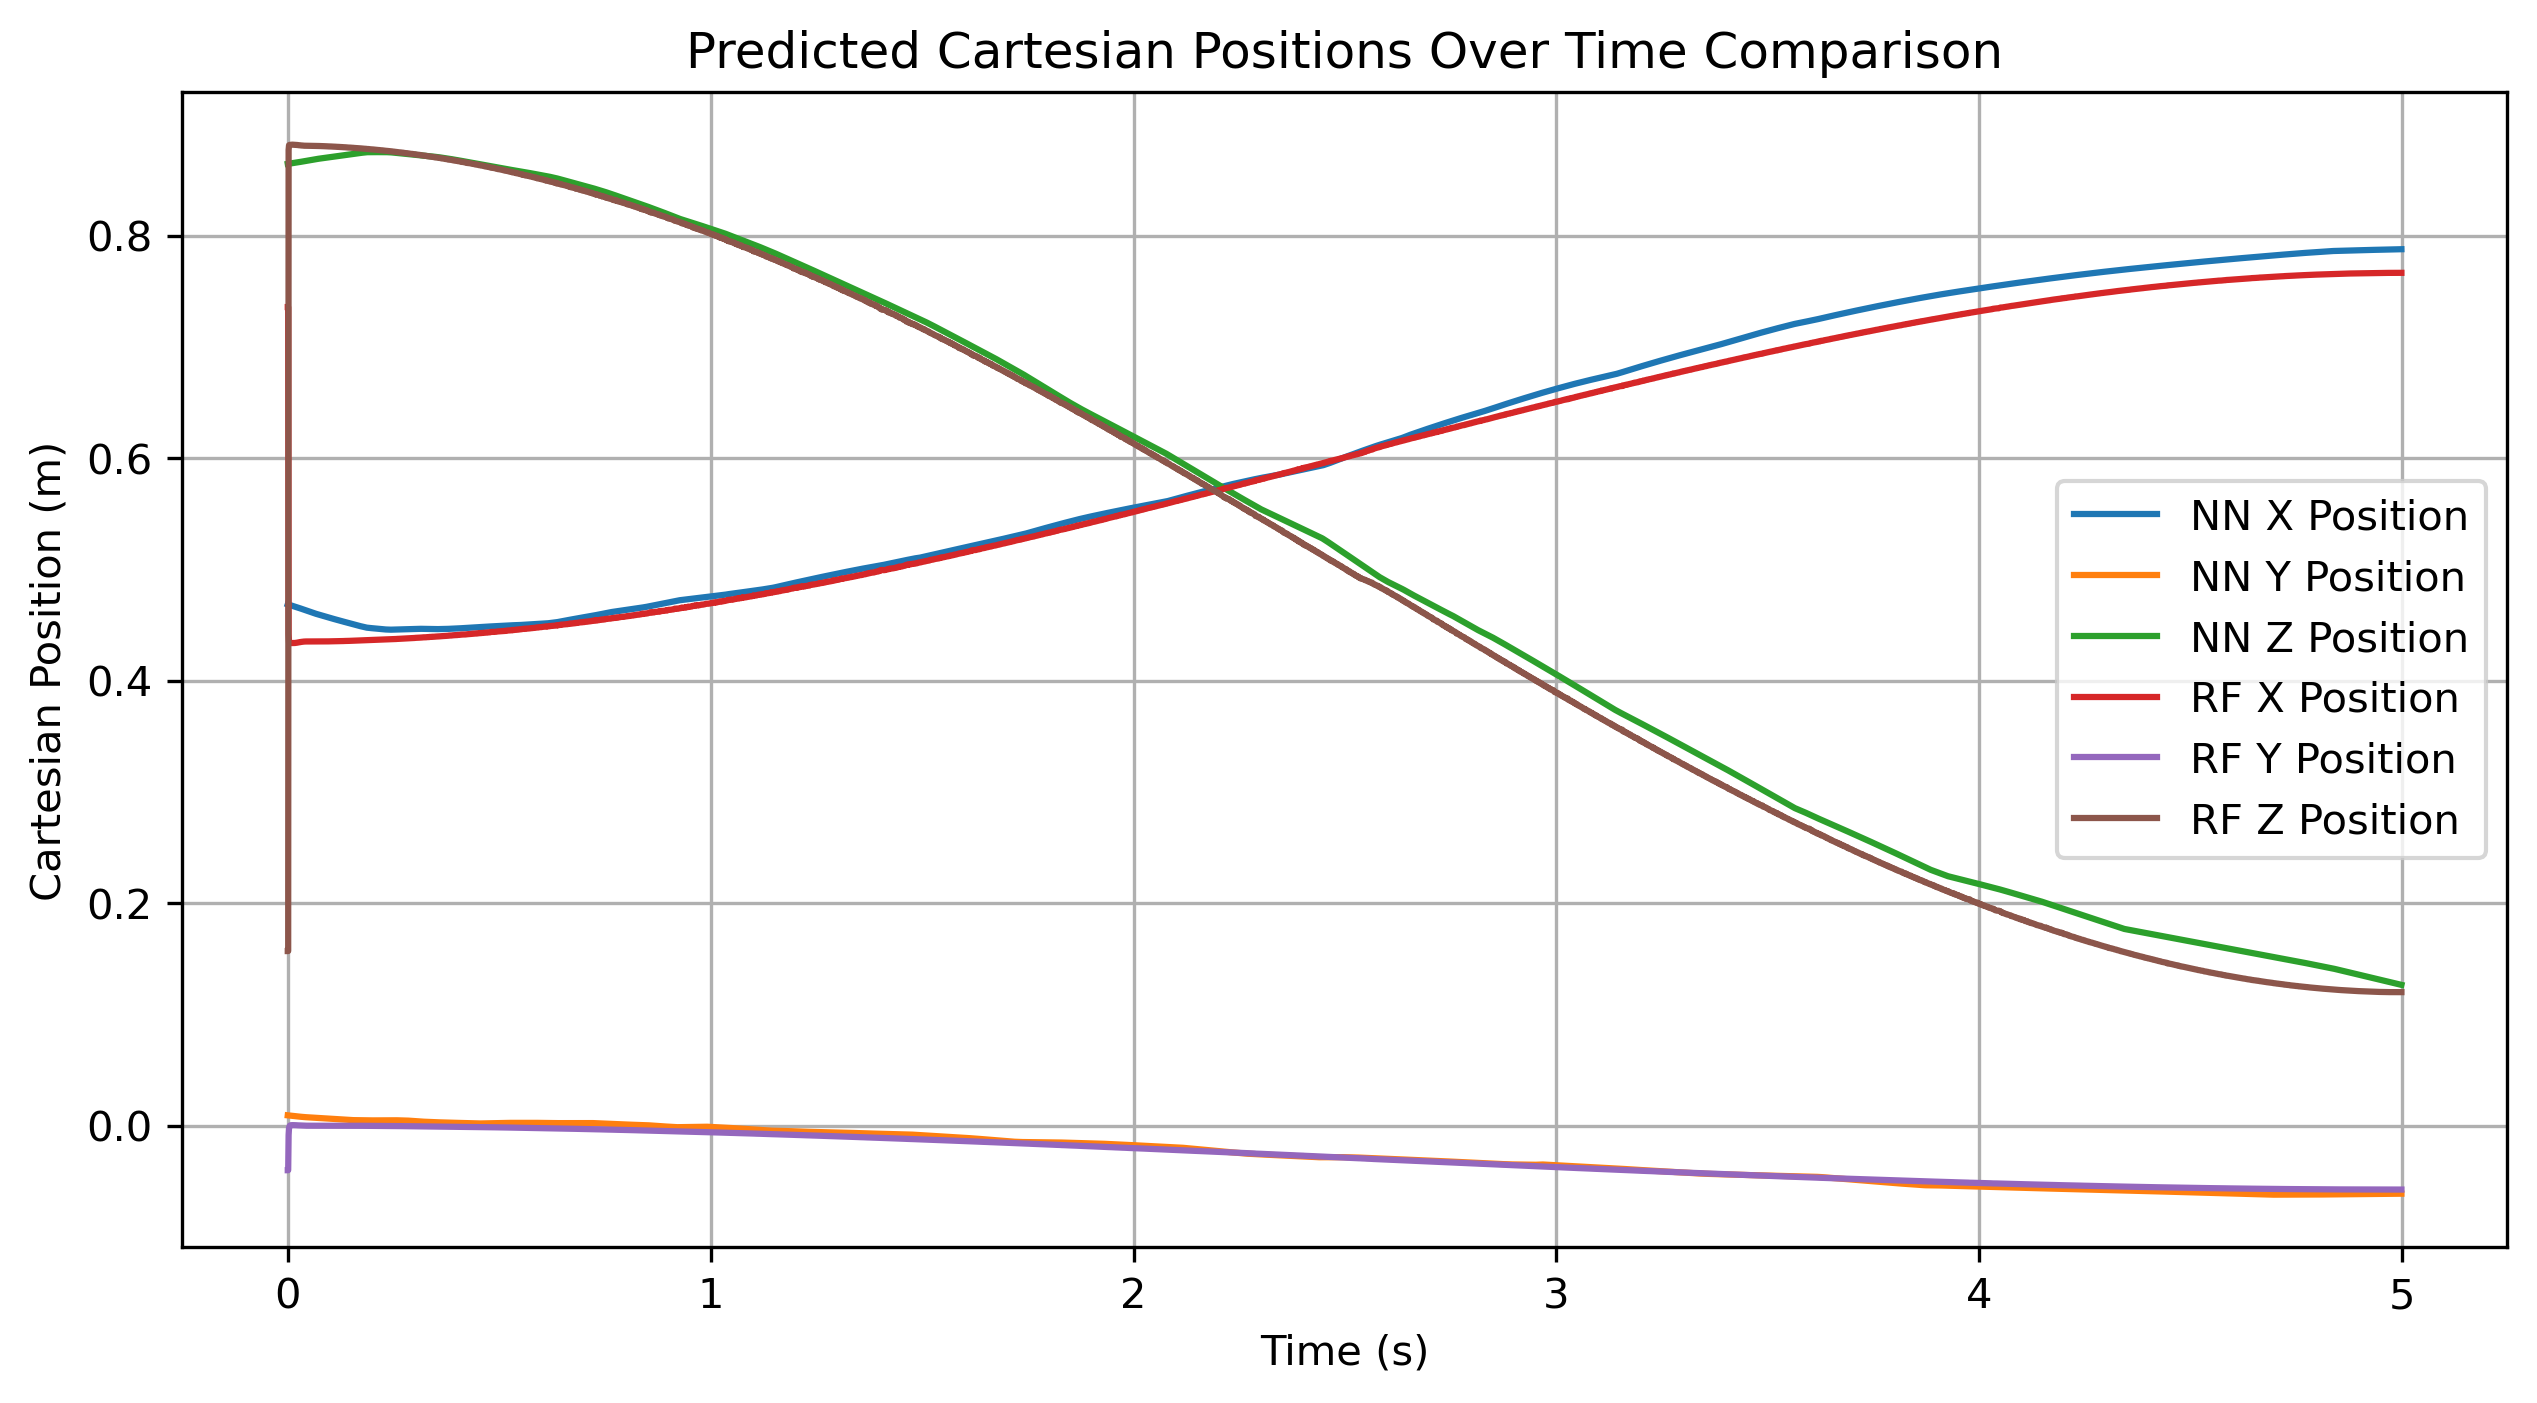 Predicted Cartesian Positions Over Time Comparison
Cartesian Position (m)
0.8
0.6
0.4
0.2
0.0
NN X Position
NN Y Position
NN Z Position
RF X Position
RF Y Position
RF Z Position
0 1 2 3 4 5
Time (s)